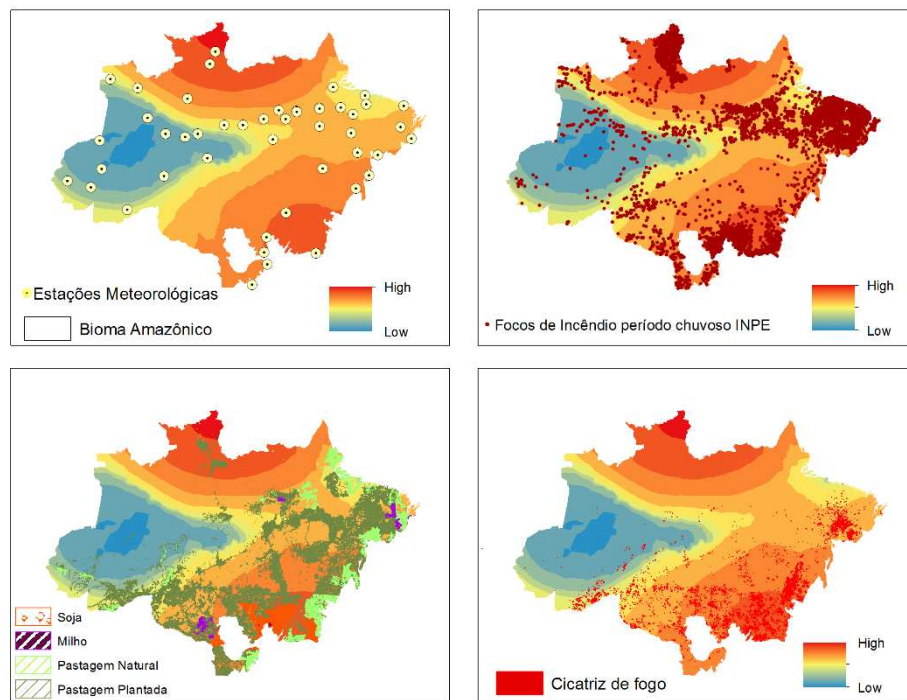 Estações Meteorológicas
Bioma Amazônico
High
Low
Focos de Incêndio período chuvoso INPE
High
Low
Soja
Milho
Pastagem Natural
Pastagem Plantada
Cicatriz de fogo
High
Low